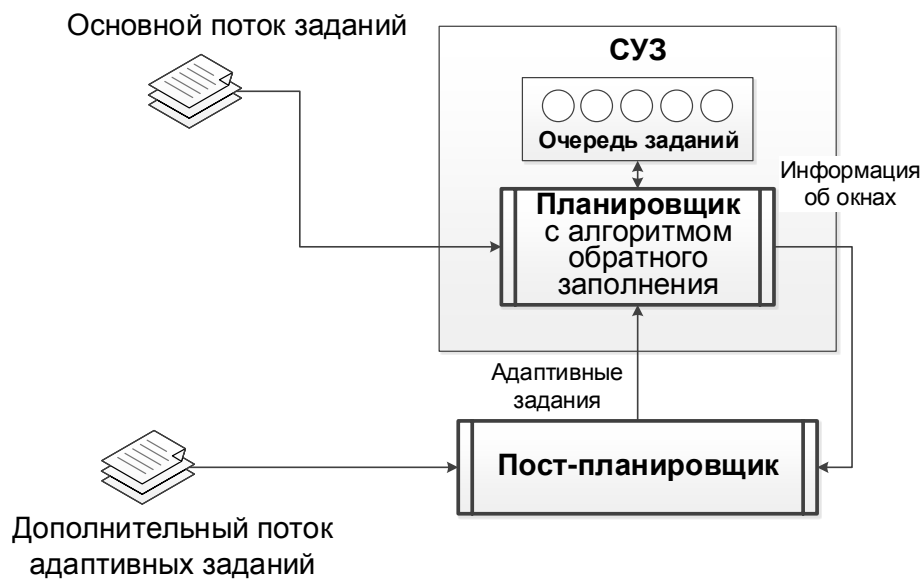 Основной поток заданий
СУЗ
Очередь заданий
Информация
об окнах
Планировщик
с алгоритмом
обратного
заполнения
Адаптивные
задания
Пост-планировщик
Дополнительный поток
адаптивных заданий